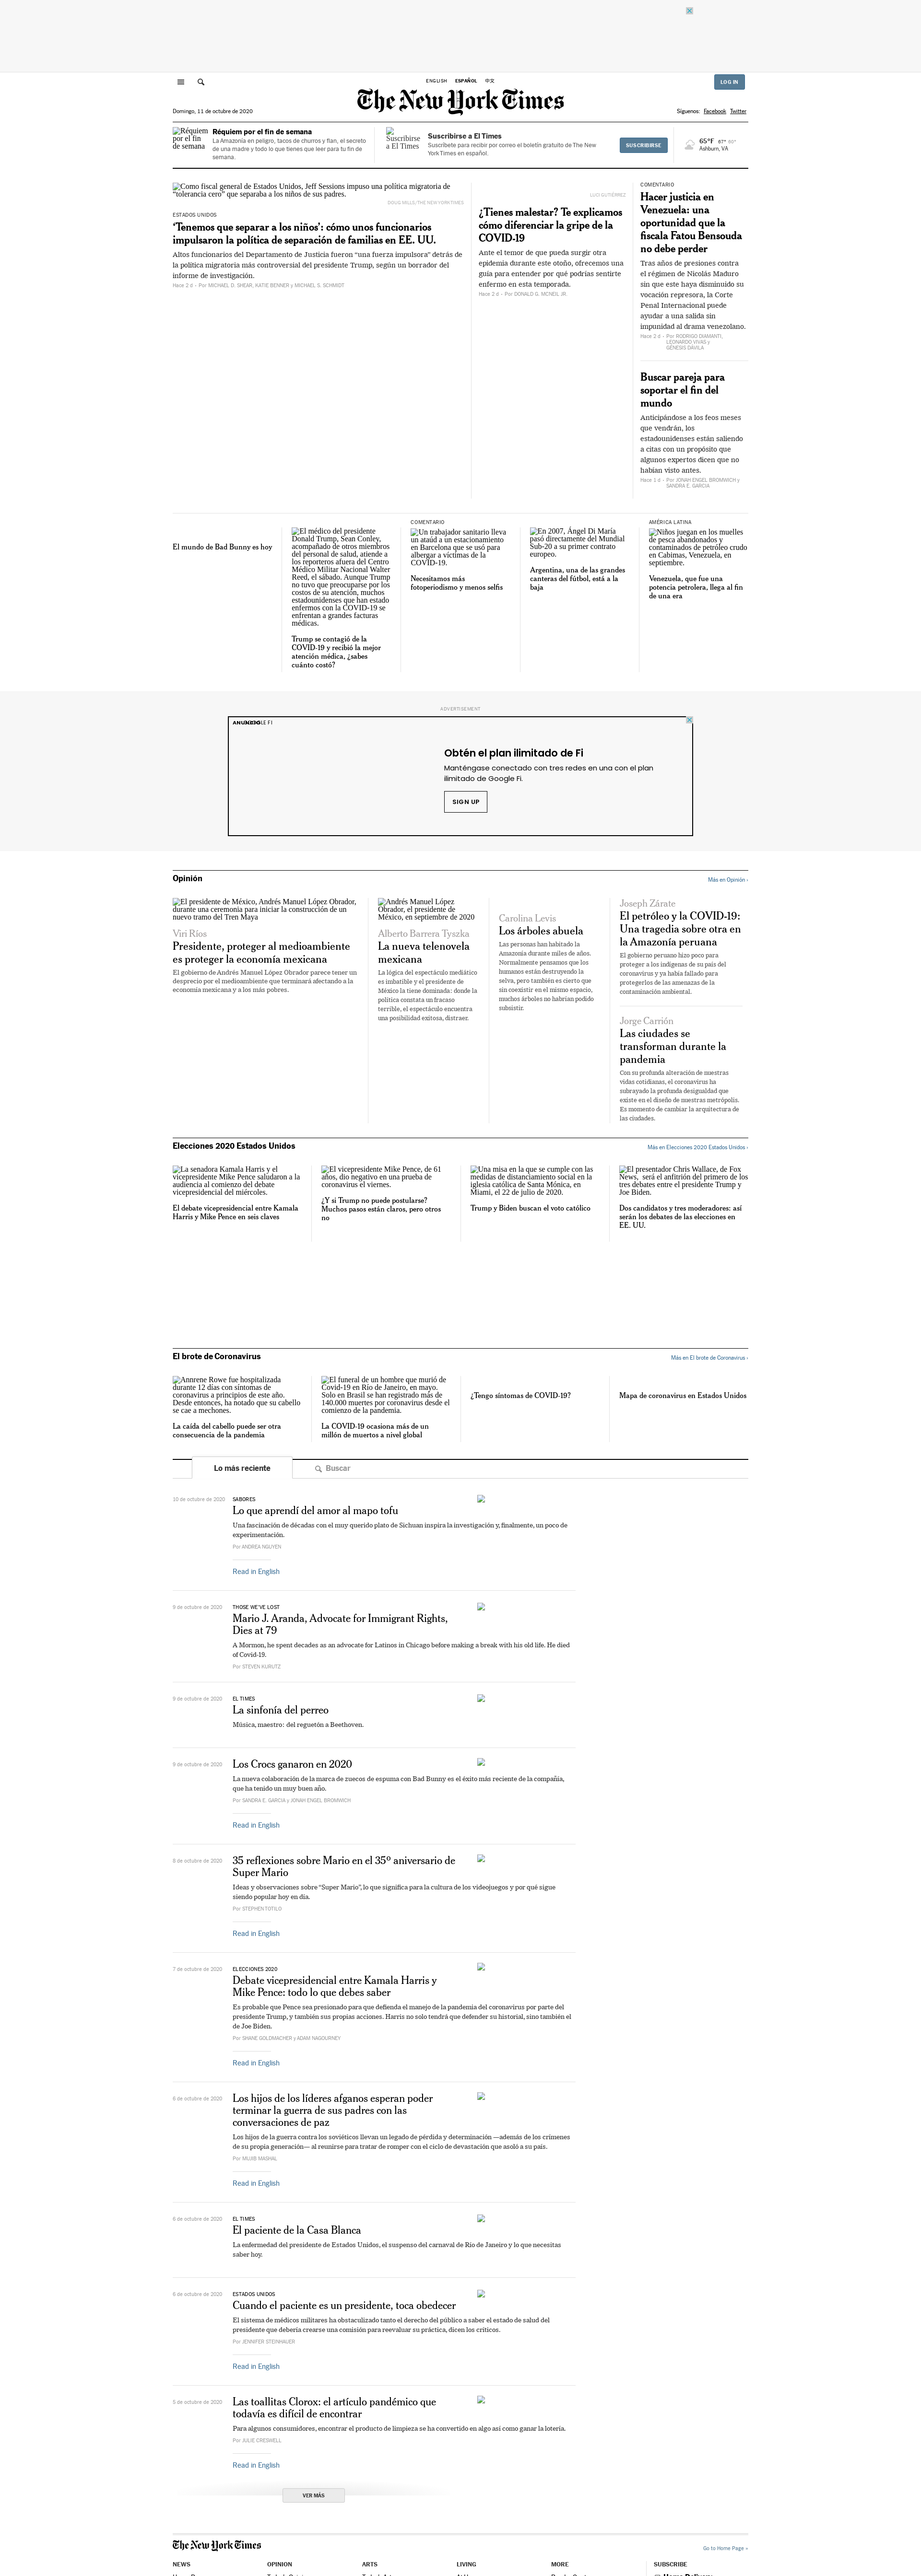 ENGLISH ESPAÑOL 中文
LOG IN
The New York Times
Domingo, 11 de octubre de 2020
Síguenos: Facebook Twitter
Réquiem por el fin de semana
Réquiem por el fin de semana
La Amazonía en peligro, tacos de churros y flan, el secreto de una madre y todo lo que tienes que leer para tu fin de semana.
Suscribirse a El Times
Suscribirse a El Times
Suscríbete para recibir por correo el boletín gratuito de The New York Times en español.
SUSCRIBIRSE
65°F
Ashburn, VA
Como fiscal general de Estados Unidos, Jeff Sessions impuso una política migratoria de "tolerancia cero" que separaba a los niños de sus padres.
DOUG MILLS/THE NEW YORK TIMES
ESTADOS UNIDOS
‘Tenemos que separar a los niños’: cómo unos funcionarios impulsaron la política de separación de familias en EE. UU.
Altos funcionarios del Departamento de Justicia fueron “una fuerza impulsora” detrás de la política migratoria más controversial del presidente Trump, según un borrador del informe de investigación.
Hace 2 d - Por MICHAEL D. SHEAR, KATIE BENNER y MICHAEL S. SCHMIDT
LUCI GUTIÉRREZ
¿Tienes malestar? Te explicamos cómo diferenciar la gripe de la COVID-19
Ante el temor de que pueda surgir otra epidemia durante este otoño, ofrecemos una guía para entender por qué podrías sentirte enfermo en esta temporada.
Hace 2 d - Por DONALD G. MCNEIL JR.
COMENTARIO
Hacer justicia en Venezuela: una oportunidad que la fiscala Fatou Bensouda no debe perder
Tras años de presiones contra el régimen de Nicolás Maduro sin que este haya disminuido su vocación represora, la Corte Penal Internacional puede ayudar a una salida sin impunidad al drama venezolano.
Hace 2 d - Por RODRIGO DIAMANTI, LEONARDO VIVAS y GÉNESIS DÁVILA
Buscar pareja para soportar el fin del mundo
Anticipándose a los feos meses que vendrán, los estadounidenses están saliendo a citas con un propósito que algunos expertos dicen que no habían visto antes.
Hace 1 d - Por JONAH ENGEL BROMWICH y SANDRA E. GARCIA
El mundo de Bad Bunny es hoy
El médico del presidente Donald Trump, Sean Conley, acompañado de otros miembros del personal de salud, atiende a los reporteros afuera del Centro Médico Militar Nacional Walter Reed, el sábado. Aunque Trump no tuvo que preocuparse por los costos de su atención, muchos estadounidenses que han estado enfermos con la COVID-19 se enfrentan a grandes facturas médicas.
Trump se contagió de la COVID-19 y recibió la mejor atención médica, ¿sabes cuánto costó?
COMENTARIO
Un trabajador sanitario lleva un ataúd a un estacionamiento en Barcelona que se usó para albergar a víctimas de la COVID-19.
Necesitamos más fotoperiodismo y menos selfis
En 2007, Ángel Di María pasó directamente del Mundial Sub-20 a su primer contrato europeo.
Argentina, una de las grandes canteras del fútbol, está a la baja
AMÉRICA LATINA
Niños juegan en los muelles de pesca abandonados y contaminados de petróleo crudo en Cabimas, Venezuela, en septiembre.
Venezuela, que fue una potencia petrolera, llega al fin de una era
ADVERTISEMENT
ANUNCIO
GOOGLE FI
Obtén el plan ilimitado de Fi
Manténgase conectado con tres redes en una con el plan ilimitado de Google Fi.
SIGN UP
Opinión
Más en Opinión ›
El presidente de México, Andrés Manuel López Obrador, durante una ceremonia para iniciar la construcción de un nuevo tramo del Tren Maya
Viri Ríos
Presidente, proteger al medioambiente es proteger la economía mexicana
El gobierno de Andrés Manuel López Obrador parece tener un desprecio por el medioambiente que terminará afectando a la economía mexicana y a los más pobres.
Andrés Manuel López Obrador, el presidente de México, en septiembre de 2020
Alberto Barrera Tyszka
La nueva telenovela mexicana
La lógica del espectáculo mediático es imbatible y el presidente de México la tiene dominada: donde la política constata un fracaso terrible, el espectáculo encuentra una posibilidad exitosa, distraer.
Carolina Levis
Los árboles abuela
Las personas han habitado la Amazonía durante miles de años. Normalmente pensamos que los humanos están destruyendo la selva, pero también es cierto que sin coexistir en el mismo espacio, muchos árboles no habrían podido subsistir.
Joseph Zárate
El petróleo y la COVID-19: Una tragedia sobre otra en la Amazonía peruana
El gobierno peruano hizo poco para proteger a los indígenas de su país del coronavirus y ya había fallado para protegerlos de las amenazas de la contaminación ambiental.
Jorge Carrión
Las ciudades se transforman durante la pandemia
Con su profunda alteración de nuestras vidas cotidianas, el coronavirus ha subrayado la profunda desigualdad que existe en el diseño de nuestras metrópolis. Es momento de cambiar la arquitectura de las ciudades.
Elecciones 2020 Estados Unidos
Más en Elecciones 2020 Estados Unidos ›
La senadora Kamala Harris y el vicepresidente Mike Pence saludaron a la audiencia al comienzo del debate vicepresidencial del miércoles.
El debate vicepresidencial entre Kamala Harris y Mike Pence en seis claves
El vicepresidente Mike Pence, de 61 años, dio negativo en una prueba de coronavirus el viernes.
¿Y si Trump no puede postularse? Muchos pasos están claros, pero otros no
Una misa en la que se cumple con las medidas de distanciamiento social en la iglesia católica de Santa Mónica, en Miami, el 22 de julio de 2020.
Trump y Biden buscan el voto católico
El presentador Chris Wallace, de Fox News, será el anfitrión del primero de los tres debates entre el presidente Trump y Joe Biden.
Dos candidatos y tres moderadores: así serán los debates de las elecciones en EE. UU.
El brote de Coronavirus
Más en El brote de Coronavirus ›
Annrene Rowe fue hospitalizada durante 12 días con síntomas de coronavirus a principios de este año. Desde entonces, ha notado que su cabello se cae a mechones.
La caída del cabello puede ser otra consecuencia de la pandemia
El funeral de un hombre que murió de Covid-19 en Río de Janeiro, en mayo. Solo en Brasil se han registrado más de 140.000 muertes por coronavirus desde el comienzo de la pandemia.
La COVID-19 ocasiona más de un millón de muertos a nivel global
¿Tengo síntomas de COVID-19?
Mapa de coronavirus en Estados Unidos
Lo más reciente
Buscar
10 de octubre de 2020
SABORES
Lo que aprendí del amor al mapo tofu
Una fascinación de décadas con el muy querido plato de Sichuan inspira la investigación y, finalmente, un poco de experimentación.
Por ANDREA NGUYEN
Read in English
9 de octubre de 2020
THOSE WE'VE LOST
Mario J. Aranda, Advocate for Immigrant Rights, Dies at 79
A Mormon, he spent decades as an advocate for Latinos in Chicago before making a break with his old life. He died of Covid-19.
Por STEVEN KURUTZ
9 de octubre de 2020
EL TIMES
La sinfonía del perreo
Música, maestro: del reguetón a Beethoven.
9 de octubre de 2020
Los Crocs ganaron en 2020
La nueva colaboración de la marca de zuecos de espuma con Bad Bunny es el éxito más reciente de la compañía, que ha tenido un muy buen año.
Por SANDRA E. GARCIA y JONAH ENGEL BROMWICH
Read in English
8 de octubre de 2020
35 reflexiones sobre Mario en el 35º aniversario de Super Mario
Ideas y observaciones sobre “Super Mario”, lo que significa para la cultura de los videojuegos y por qué sigue siendo popular hoy en día.
Por STEPHEN TOTILO
Read in English
7 de octubre de 2020
ELECCIONES 2020
Debate vicepresidencial entre Kamala Harris y Mike Pence: todo lo que debes saber
Es probable que Pence sea presionado para que defienda el manejo de la pandemia del coronavirus por parte del presidente Trump, y también sus propias acciones. Harris no solo tendrá que defender su historial, sino también el de Joe Biden.
Por SHANE GOLDMACHER y ADAM NAGOURNEY
Read in English
6 de octubre de 2020
Los hijos de los líderes afganos esperan poder terminar la guerra de sus padres con las conversaciones de paz
Los hijos de la guerra contra los soviéticos llevan un legado de pérdida y determinación —además de los crímenes de su propia generación— al reunirse para tratar de romper con el ciclo de devastación que asoló a su país.
Por MUJIB MASHAL
Read in English
6 de octubre de 2020
EL TIMES
El paciente de la Casa Blanca
La enfermedad del presidente de Estados Unidos, el suspenso del carnaval de Río de Janeiro y lo que necesitas saber hoy.
6 de octubre de 2020
ESTADOS UNIDOS
Cuando el paciente es un presidente, toca obedecer
El sistema de médicos militares ha obstaculizado tanto el derecho del público a saber el estado de salud del presidente que debería crearse una comisión para reevaluar su práctica, dicen los críticos.
Por JENNIFER STEINHAUER
Read in English
5 de octubre de 2020
Las toallitas Clorox: el artículo pandémico que todavía es difícil de encontrar
Para algunos consumidores, encontrar el producto de limpieza se ha convertido en algo así como ganar la lotería.
Por JULIE CRESWELL
Read in English
VER MÁS
The New York Times
Go to Home Page »
NEWS OPINION ARTS LIVING MORE SUBSCRIBE